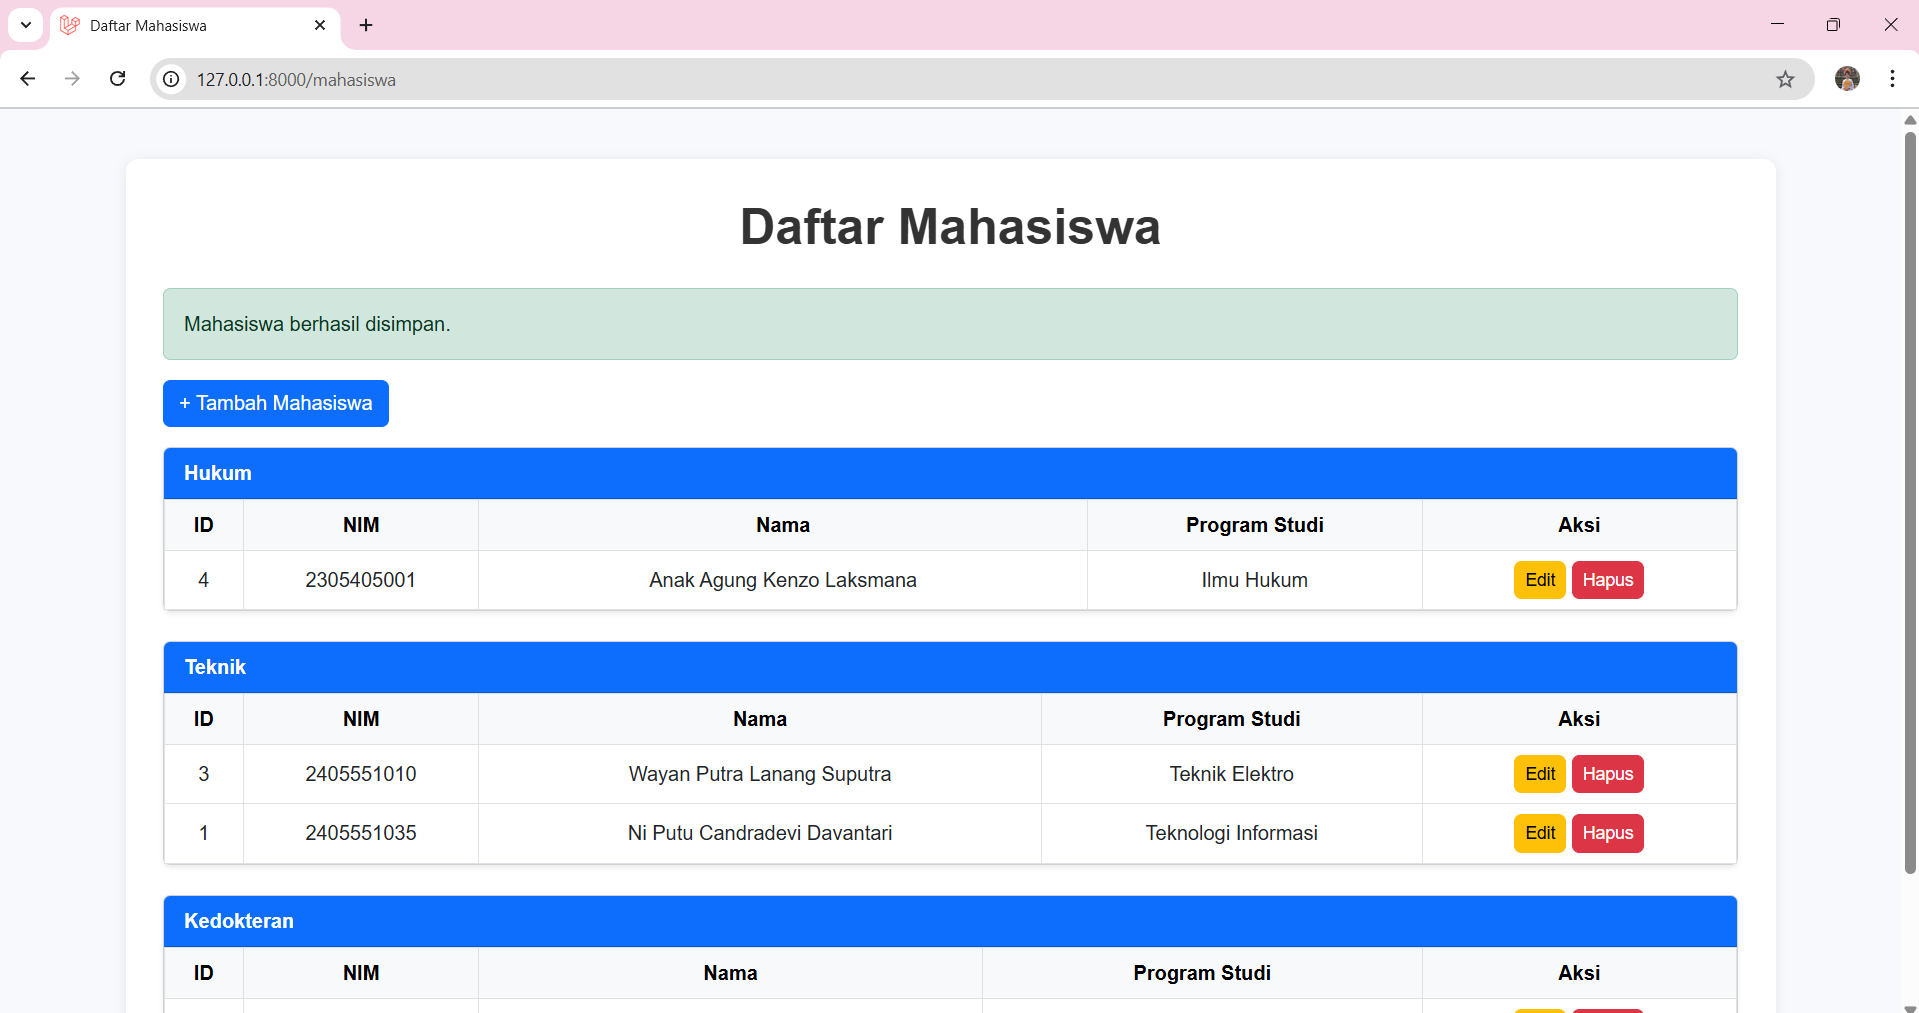 Daftar Mahasiswa
127.0.0.1:8000/mahasiswa
Daftar Mahasiswa
Mahasiswa berhasil disimpan.
+ Tambah Mahasiswa
Hukum
ID NIM Nama Program Studi Aksi
4 2305405001 Anak Agung Kenzo Laksmana Ilmu Hukum Edit Hapus
Teknik
ID NIM Nama Program Studi Aksi
3 2405551010 Wayan Putra Lanang Suputra Teknik Elektro Edit Hapus
1 2405551035 Ni Putu Candradevi Davantari Teknologi Informasi Edit Hapus
Kedokteran
ID NIM Nama Program Studi Aksi